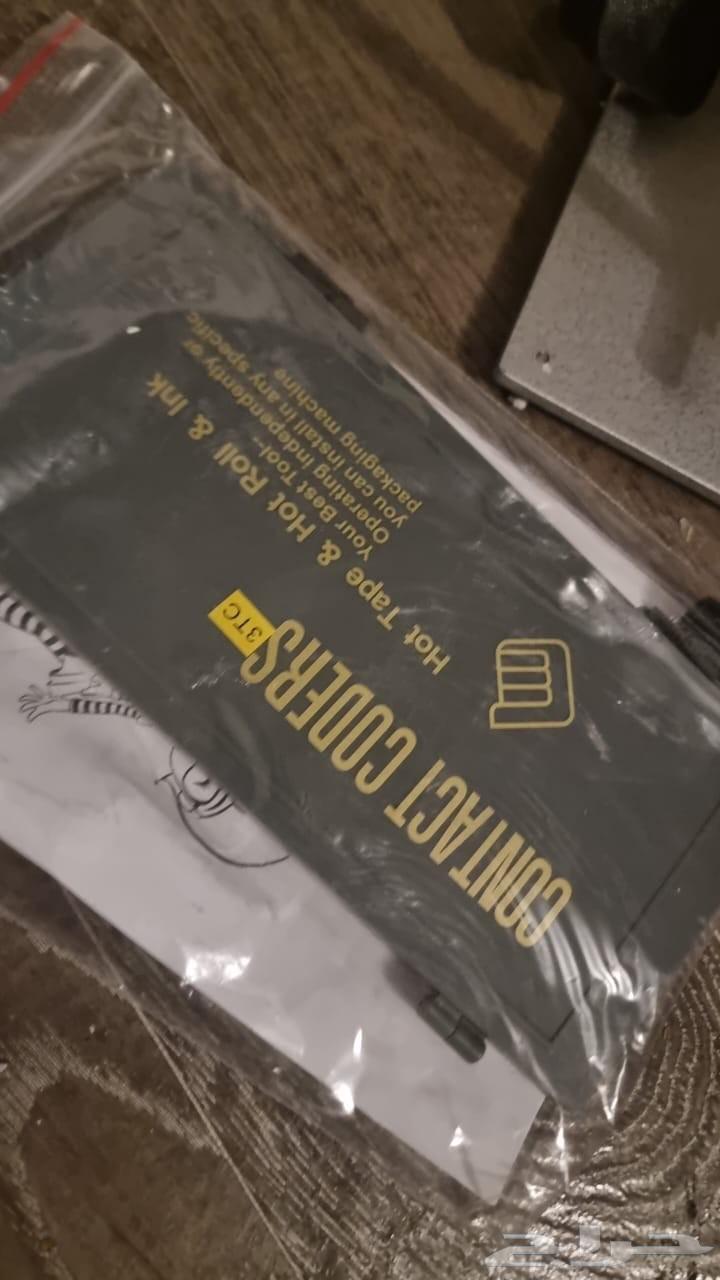 CONTACT CODERS
3TC
Hot Tape & Hot Roll & Ink
Your Best Tool...
Operating independently or
you can install in any specific
packaging machine
حراج